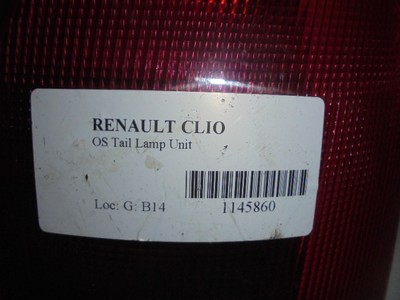 RENAULT CLIO
OS Tail Lamp Unit
Loc: G: B14
1145860